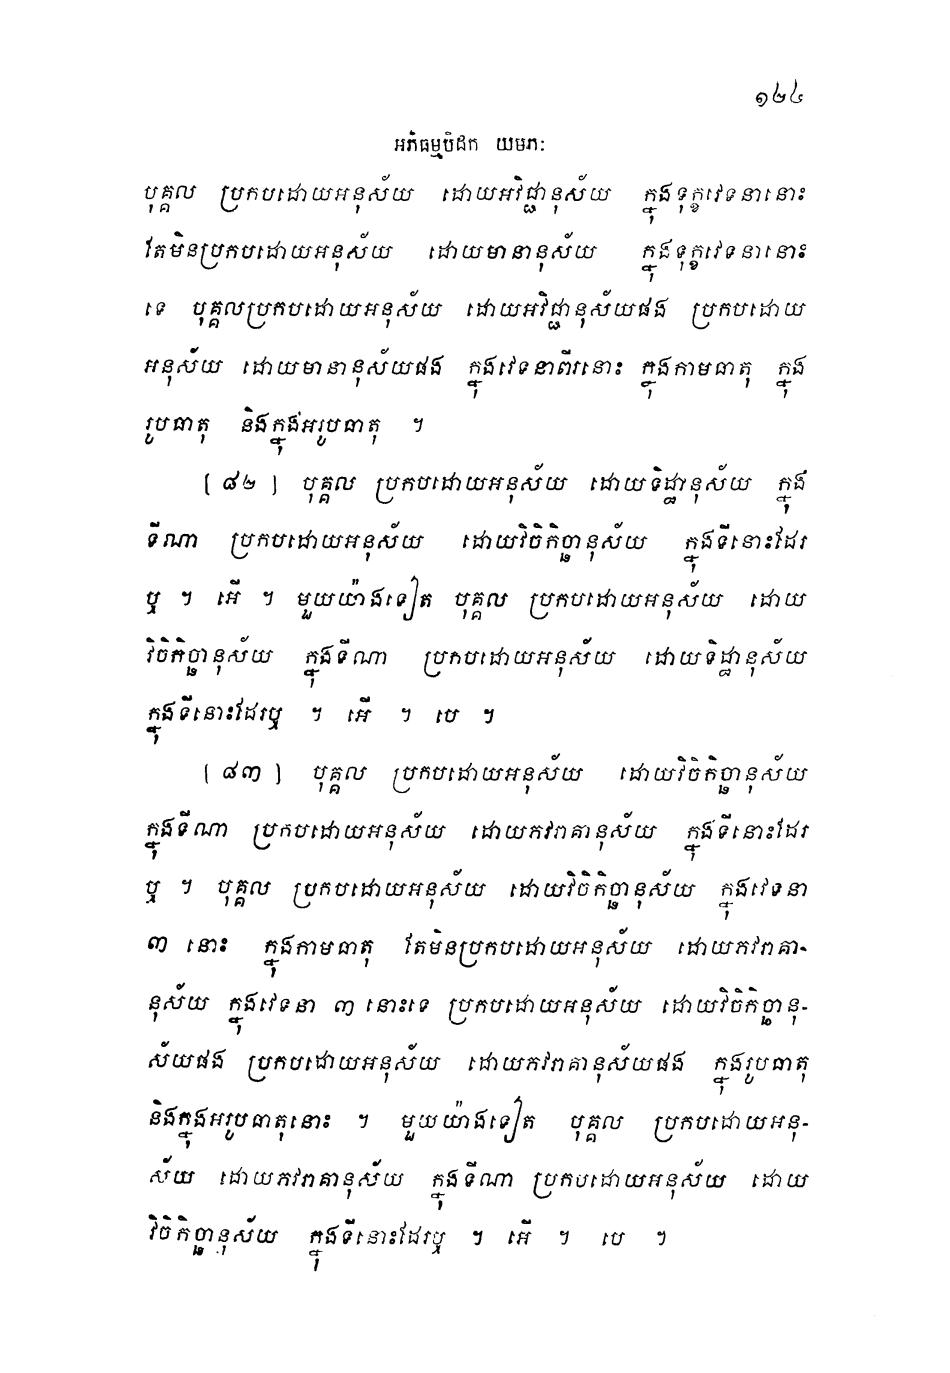 ១២៤
អភិធម្មបិដក យមកៈ
បុគ្គល ប្រកបដោយអនុស័យ ដោយអវិជ្ជានុស័យ ក្នុងទុក្ខវេទនានោះ
តែមិនប្រកបដោយអនុស័យ ដោយមានានុស័យ ក្នុងទុក្ខវេទនានោះ
ទេ បុគ្គលប្រកបដោយអនុស័យ ដោយអវិជ្ជានុស័យផង ប្រកបដោយ
អនុស័យ ដោយមានានុស័យផង ក្នុងវេទនាពីរនោះ ក្នុងកាមធាតុ ក្នុង
រូបធាតុ និងក្នុងអរូបធាតុ ។
[ ៨២ ] បុគ្គល ប្រកបដោយអនុស័យ ដោយទិដ្ឋានុស័យ ក្នុង
ទីណា ប្រកបដោយអនុស័យ ដោយវិចិកិច្ឆានុស័យ ក្នុងទីនោះដែរ
ឬ ។ អើ ។ មួយយ៉ាងទៀត បុគ្គល ប្រកបដោយអនុស័យ ដោយ
វិចិកិច្ឆានុស័យ ក្នុងទីណា ប្រកបដោយអនុស័យ ដោយទិដ្ឋានុស័យ
ក្នុងទីនោះដែរឬ ។ អើ ។ បេ ។
[ ៨៣ ] បុគ្គល ប្រកបដោយអនុស័យ ដោយវិចិកិច្ឆានុស័យ
ក្នុងទីណា ប្រកបដោយអនុស័យ ដោយភវរាគានុស័យ ក្នុងទីនោះដែរ
ឬ ។ បុគ្គល ប្រកបដោយអនុស័យ ដោយវិចិកិច្ឆានុស័យ ក្នុងវេទនា
៣ នោះ ក្នុងកាមធាតុ តែមិនប្រកបដោយអនុស័យ ដោយភវរាគា-
នុស័យ ក្នុងវេទនា ៣ នោះទេ ប្រកបដោយអនុស័យ ដោយវិចិកិច្ឆានុ-
ស័យផង ប្រកបដោយអនុស័យ ដោយភវរាគានុស័យផង ក្នុងរូបធាតុ
និងក្នុងអរូបធាតុនោះ ។ មួយយ៉ាងទៀត បុគ្គល ប្រកបដោយអនុ-
ស័យ ដោយភវរាគានុស័យ ក្នុងទីណា ប្រកបដោយអនុស័យ ដោយ
វិចិកិច្ឆានុស័យ ក្នុងទីនោះដែរឬ ។ អើ ។ បេ ។